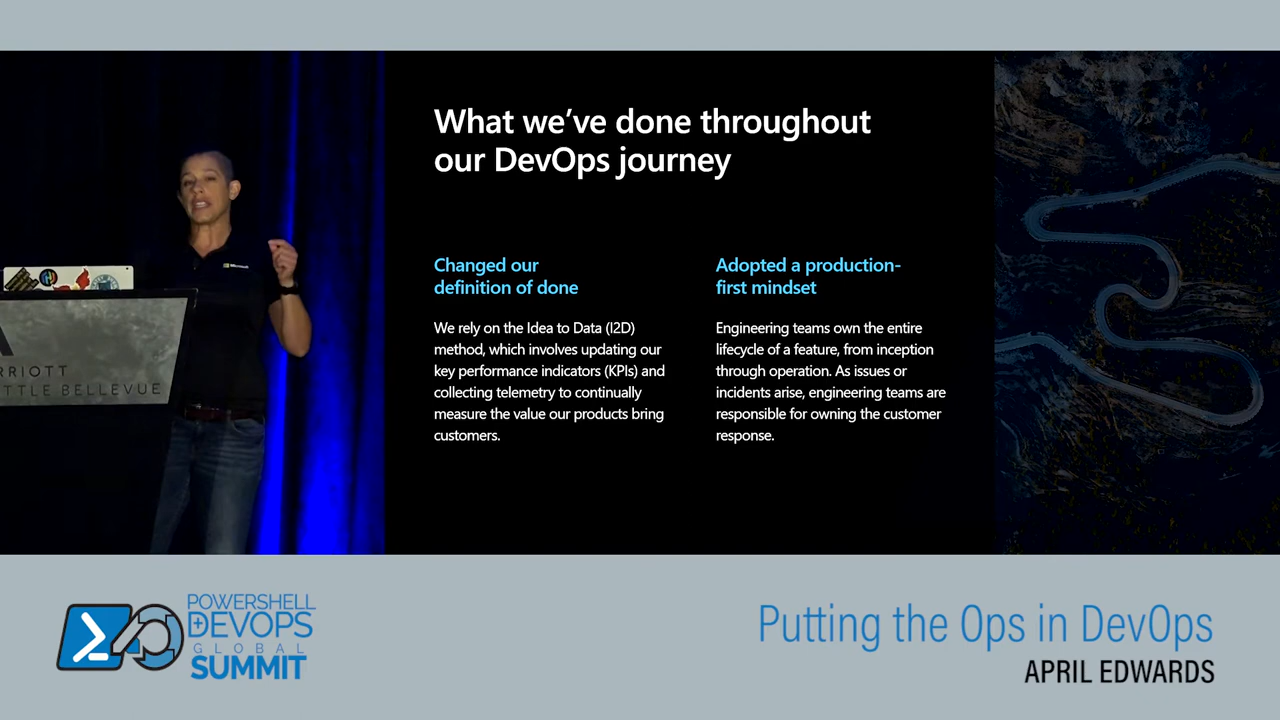 What we've done throughout
our DevOps journey
Changed our
definition of done
We rely on the Idea to Data (I2D)
method, which involves updating our
key performance indicators (KPIs) and
collecting telemetry to continually
measure the value our products bring
customers.
Adopted a production-
first mindset
Engineering teams own the entire
lifecycle of a feature, from inception
through operation. As issues or
incidents arise, engineering teams are
responsible for owning the customer
response.
Microsoft
RRIOTT
TTLE BELLEVUE
POWERSHELL
+DEVOPS
GLOBAL
SUMMIT
Putting the Ops in DevOps
APRIL EDWARDS